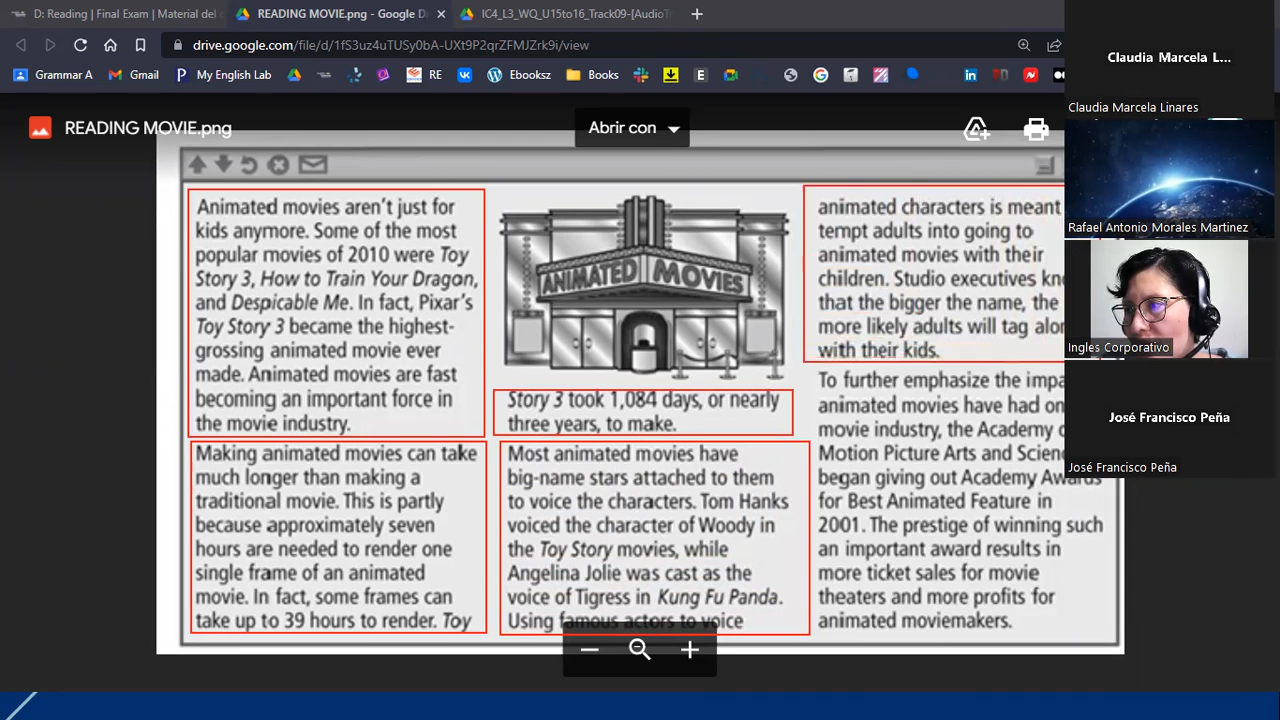 D: Reading | Final Exam | Material del c
READING MOVIE.png - Google D
IC4_L3_WQ_U15to16_Track09-[AudioT
drive.google.com/file/d/1fS3uz4uTUSy0bA-UXt9P2qrZFMJZrk9i/view
Grammar A
Gmail
My English Lab
RE
Ebooksz
Books
READING MOVIE.png
Abrir con
Animated movies aren't just for
kids anymore. Some of the most
popular movies of 2010 were Toy
Story 3, How to Train Your Dragon,
and Despicable Me. In fact, Pixar's
Toy Story 3 became the highest-
grossing animated movie ever
made. Animated movies are fast
becoming an important force in
the movie industry.
Making animated movies can take
much longer than making a
traditional movie. This is partly
because approximately seven
hours are needed to render one
single frame of an animated
movie. In fact, some frames can
take up to 39 hours to render. Toy
ANIMATED MOVIES
Story 3 took 1,084 days, or nearly
three years, to make.
Most animated movies have
big-name stars attached to them
to voice the characters. Tom Hanks
voiced the character of Woody in
the Toy Story movies, while
Angelina Jolie was cast as the
voice of Tigress in Kung Fu Panda.
Using famous actors to voice
animated characters is meant
tempt adults into going to
animated movies with their
children. Studio executives kn
that the bigger the name, the
more likely adults will tag alon
with their kids.
To further emphasize the impa
animated movies have had on
movie industry, the Academy o
Motion Picture Arts and Scienc
began giving out Academy Awards
for Best Animated Feature in
2001. The prestige of winning such
an important award results in
more ticket sales for movie
theaters and more profits for
animated moviemakers.
Claudia Marcela L...
Claudia Marcela Linares
Rafael Antonio Morales Martinez
Ingles Corporativo
José Francisco Peña
José Francisco Peña